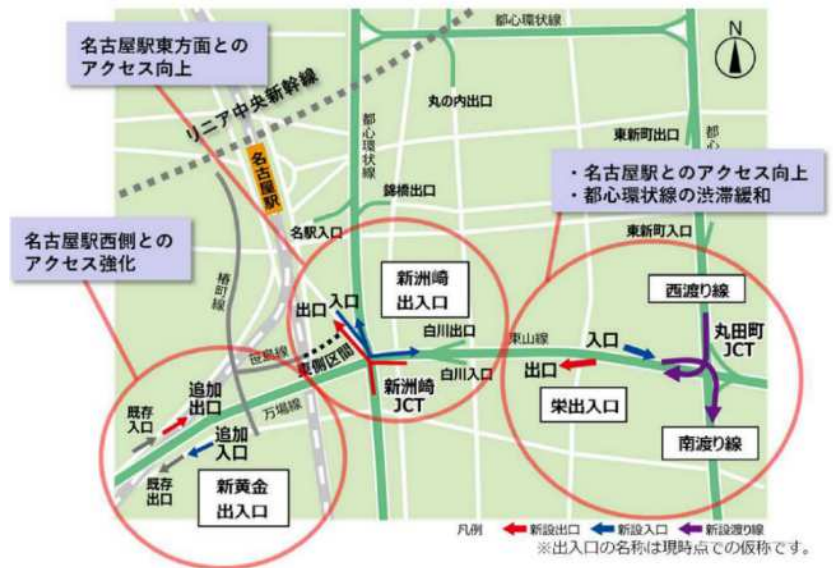 都心環状線
N
名古屋駅東方面との
アクセス向上
リニア中央新幹線
丸の内出口
都心環状線
東新町出口
都心
名古屋駅
錦橋出口
・名古屋駅とのアクセス向上
・都心環状線の渋滞緩和
名駅入口
東新町入口
名古屋駅西側との
アクセス強化
椿町線
新洲崎
出入口
出口
入口
西渡り線
白川出口
東山線
入口
丸田町
JCT
笹島線
東側区間
白川入口
出口
新洲崎
JCT
栄出入口
追加
出口
万場線
既存
入口
南渡り線
追加
入口
既存
出口
新黄金
出入口
凡例
新設出口
新設入口
新設渡り線
※出入口の名称は現時点での仮称です。